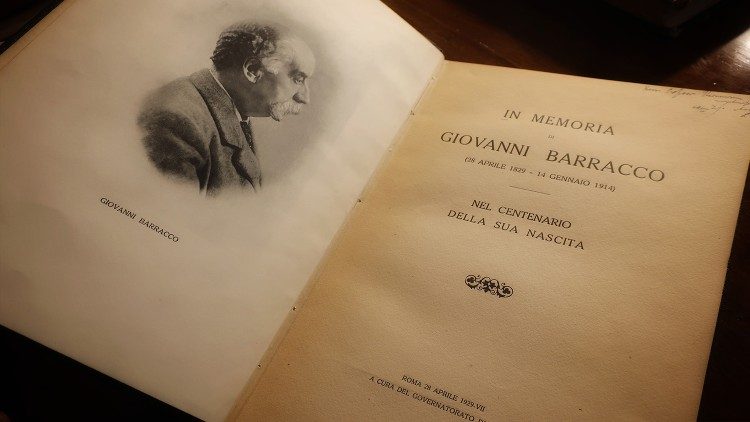 GIOVANNI BARRACCO
IN MEMORIA
DI
GIOVANNI BARRACCO
(28 APRILE 1829 - 14 GENNAIO 1914)
NEL CENTENARIO
DELLA SUA NASCITA
ROMA 28 APRILE 1929-VII
A CURA DEL GOVERNATORATO